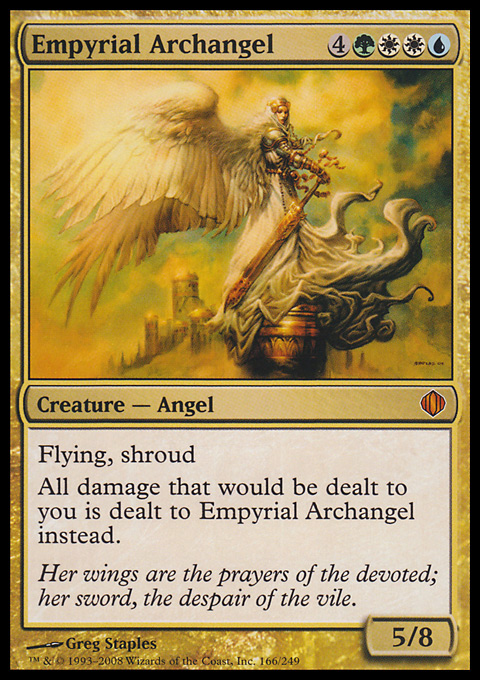 Empyrial Archangel 4
Creature — Angel
Flying, shroud
All damage that would be dealt to
you is dealt to Empyrial Archangel
instead.
Her wings are the prayers of the devoted;
her sword, the despair of the vile.
5/8
Greg Staples
™ & © 1993–2008 Wizards of the Coast, Inc. 166/249